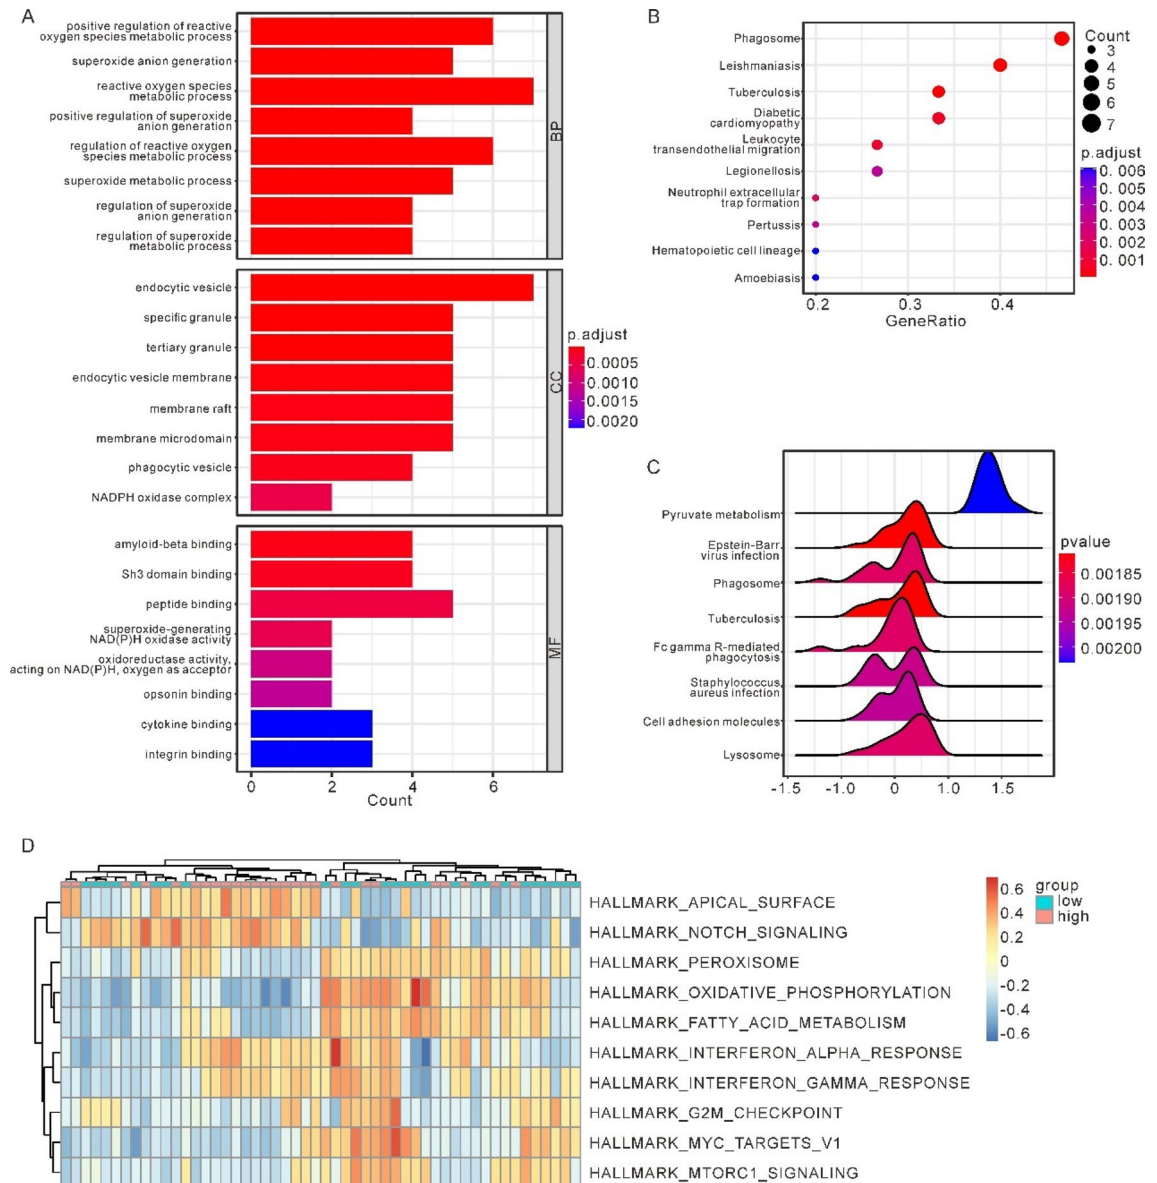 A
positive regulation of reactive
oxygen species metabolic process
superoxide anion generation
reactive oxygen species
metabolic process
positive regulation of superoxide
anion generation
regulation of reactive oxygen
species metabolic process
superoxide metabolic process
regulation of superoxide
anion generation
regulation of superoxide
metabolic process
BP
endocytic vesicle
specific granule
tertiary granule
endocytic vesicle membrane
membrane raft
membrane microdomain
phagocytic vesicle
NADPH oxidase complex
CC
amyloid-beta binding
Sh3 domain binding
peptide binding
superoxide-generating
NAD(P)H oxidase activity
oxidoreductase activity,
acting on NAD(P)H, oxygen as acceptor
opsonin binding
cytokine binding
integrin binding
MF
0 2 4 6
Count
p.adjust
0.0005
0.0010
0.0015
0.0020
B
Phagosome
Leishmaniasis
Tuberculosis
Diabetic
cardiomyopathy
Leukocyte
transendothelial migration
Legionellosis
Neutrophil extracellular
trap formation
Pertussis
Hematopoietic cell lineage
Amoebiasis
0.2 0.3 0.4
GeneRatio
Count
3
4
5
6
7
p.adjust
0.006
0.005
0.004
0.003
0.002
0.001
C
Pyruvate metabolism
Epstein-Barr
virus infection
Phagosome
Tuberculosis
Fc gamma R-mediated
phagocytosis
Staphylococcus
aureus infection
Cell adhesion molecules
Lysosome
-1.5 -1.0 0 1.0 1.5
pvalue
0.00185
0.00190
0.00195
0.00200
D
HALLMARK_APICAL_SURFACE
HALLMARK_NOTCH_SIGNALING
HALLMARK_PEROXISOME
HALLMARK_OXIDATIVE_PHOSPHORYLATION
HALLMARK_FATTY_ACID_METABOLISM
HALLMARK_INTERFERON_ALPHA_RESPONSE
HALLMARK_INTERFERON_GAMMA_RESPONSE
HALLMARK_G2M_CHECKPOINT
HALLMARK_MYC_TARGETS_V1
HALLMARK_MTORC1_SIGNALING
0.6
0.4
0.2
0
-0.2
-0.4
-0.6
group
low
high